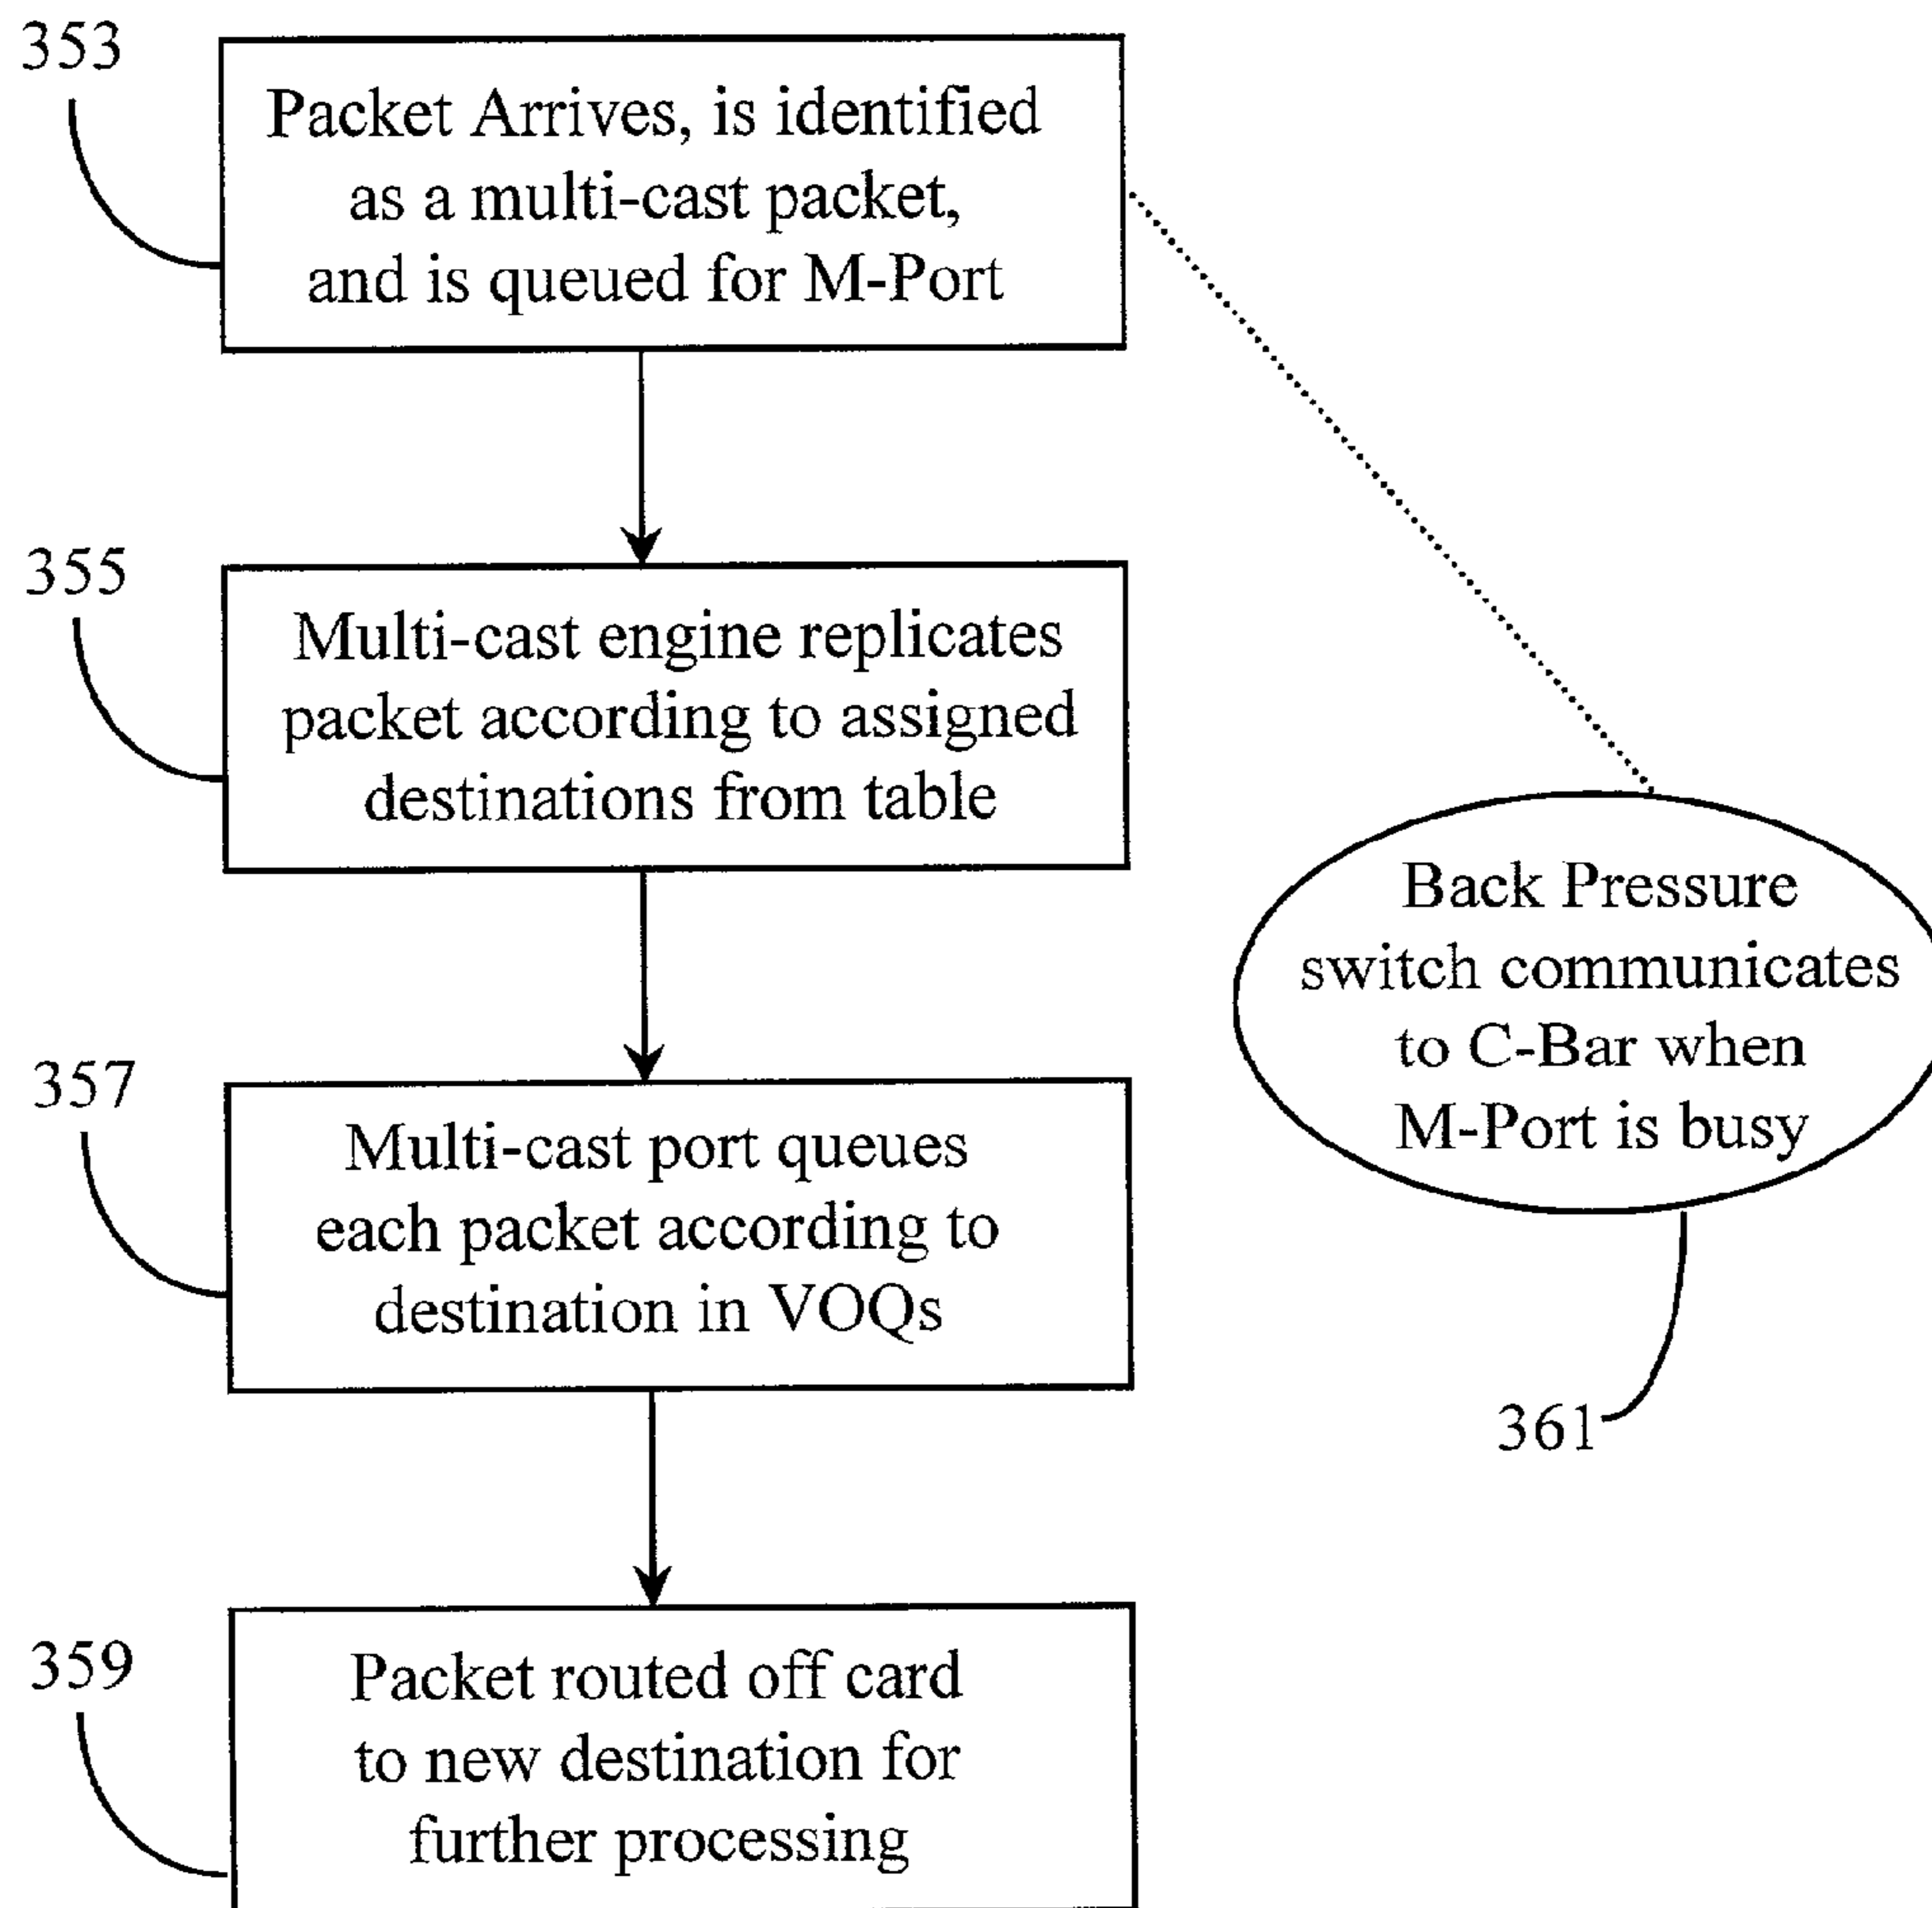 353
Packet Arrives, is identified
as a multi-cast packet,
and is queued for M-Port
355
Multi-cast engine replicates
packet according to assigned
destinations from table
Back Pressure
switch communicates
to C-Bar when
M-Port is busy
361
357
Multi-cast port queues
each packet according to
destination in VOQs
359
Packet routed off card
to new destination for
further processing